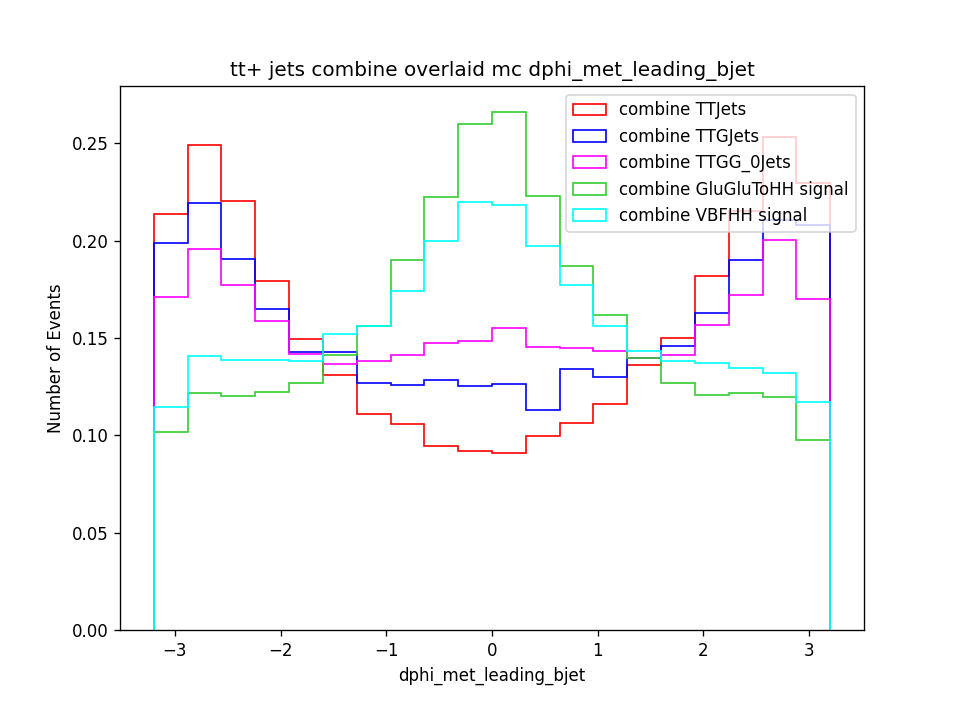 tt+ jets combine overlaid mc dphi_met_leading_bjet
combine TTJets
combine TTGJets
combine TTGG_0Jets
combine GluGluToHH signal
combine VBFHH signal
Number of Events
0.25
0.20
0.15
0.10
0.05
0.00
−3 −2 −1 0 1 2 3
dphi_met_leading_bjet